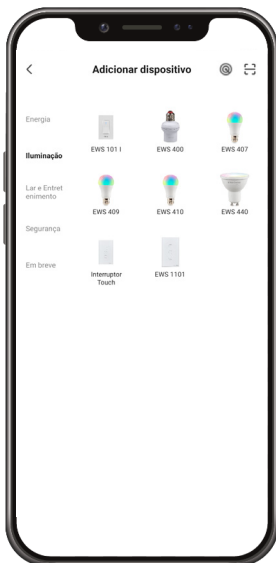 Adicionar dispositivo
Energia
Iluminação
Lar e Entret
enimento
Segurança
Em breve
EWS 101 I
EWS 400
EWS 407
EWS 409
EWS 410
EWS 440
Interruptor
Touch
EWS 1101